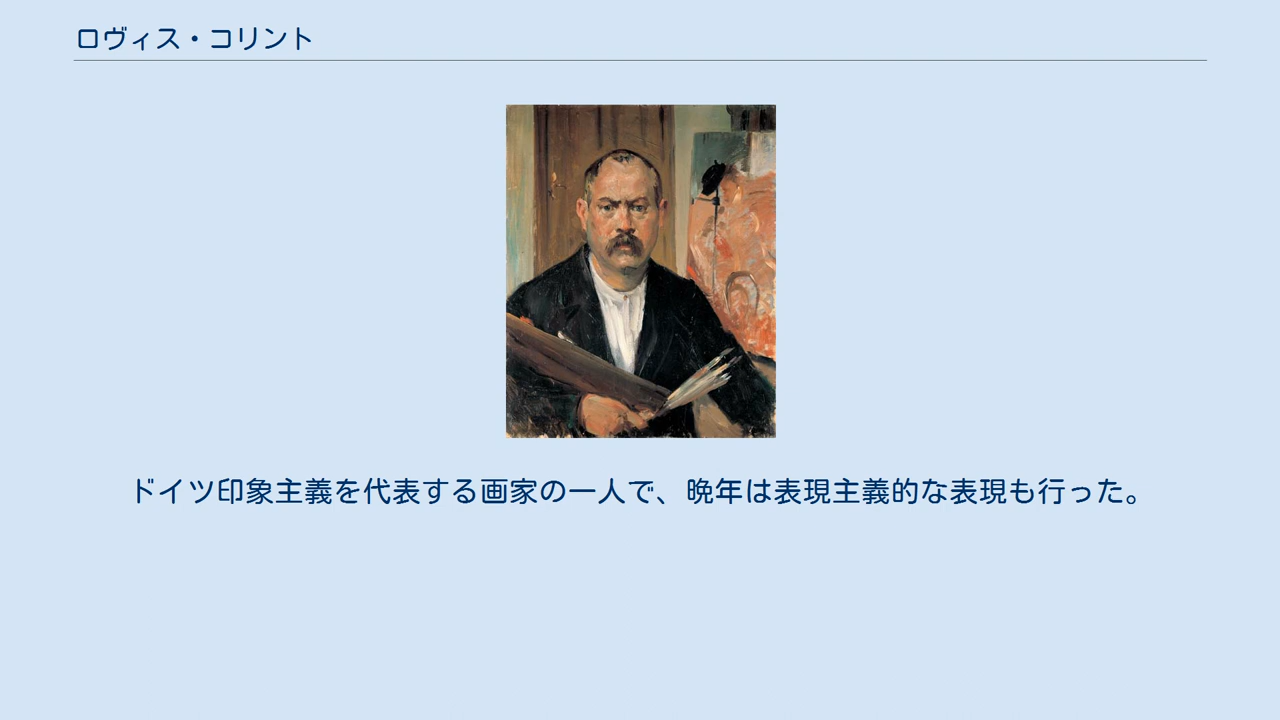 ロヴィス・コリント
ドイツ印象主義を代表する画家の一人で、晩年は表現主義的な表現も行った。